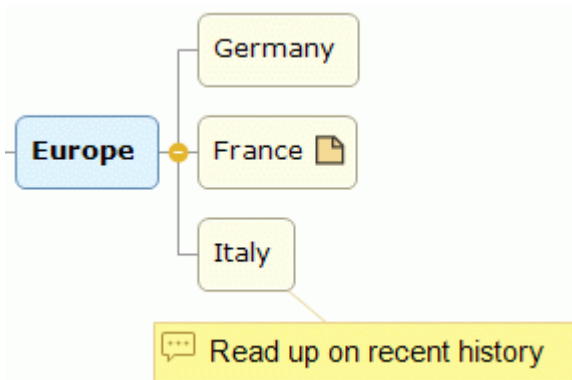 Germany
Europe
France
Italy
Read up on recent history